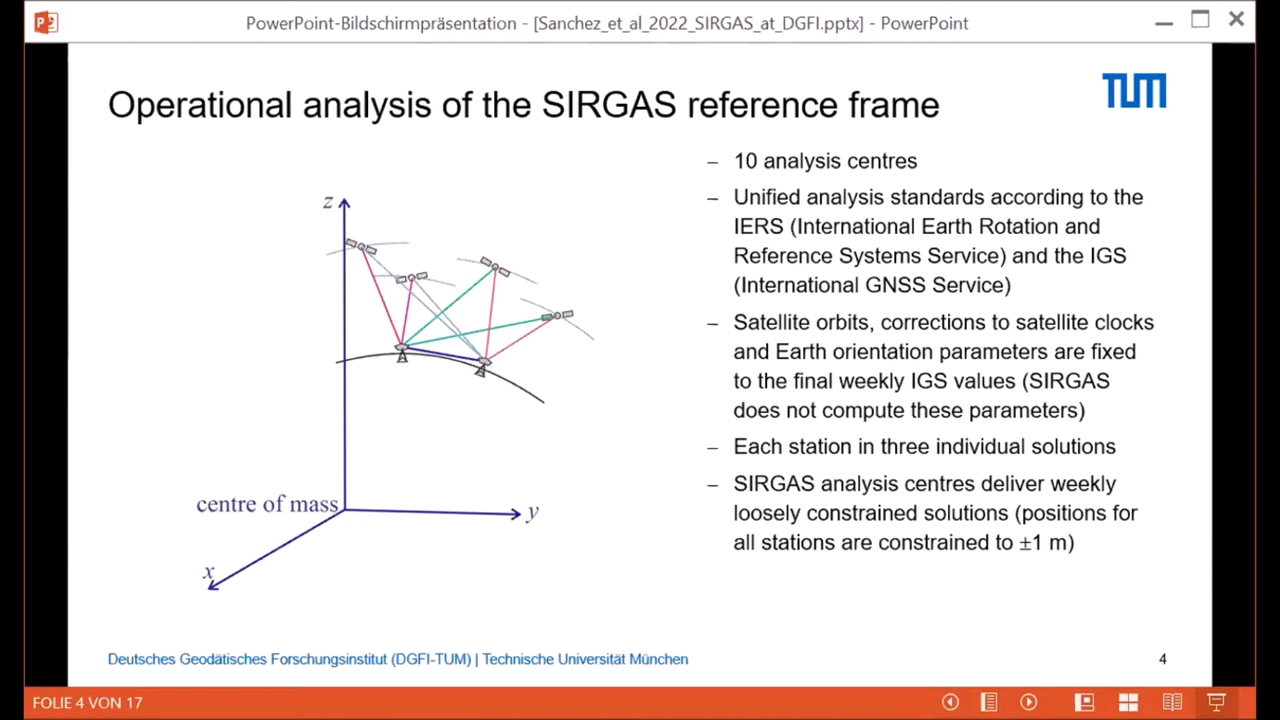 PowerPoint-Bildschirmpräsentation - [Sanchez_et_al_2022_SIRGAS_at_DGFI.pptx] - PowerPoint
Operational analysis of the SIRGAS reference frame
TUM
– 10 analysis centres
– Unified analysis standards according to the
IERS (International Earth Rotation and
Reference Systems Service) and the IGS
(International GNSS Service)
– Satellite orbits, corrections to satellite clocks
and Earth orientation parameters are fixed
to the final weekly IGS values (SIRGAS
does not compute these parameters)
– Each station in three individual solutions
– SIRGAS analysis centres deliver weekly
loosely constrained solutions (positions for
all stations are constrained to ±1 m)
z
centre of mass
y
x
Deutsches Geodätisches Forschungsinstitut (DGFI-TUM) | Technische Universität München
4
FOLIE 4 VON 17